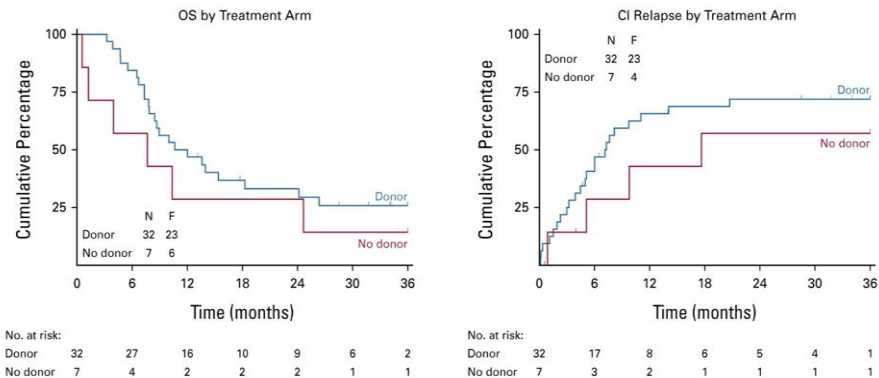 OS by Treatment Arm
Cumulative Percentage
100
75
50
25
N F
Donor 32 23
No donor 7 6
Donor
No donor
0 6 12 18 24 30 36
Time (months)
No. at risk:
Donor 32 27 16 10 9 6 2
No donor 7 4 2 2 2 1 1
CI Relapse by Treatment Arm
Cumulative Percentage
100
75
50
25
N F
Donor 32 23
No donor 7 4
Donor
No donor
0 6 12 18 24 30 36
Time (months)
No. at risk:
Donor 32 17 8 6 5 4 1
No donor 7 3 2 1 1 1 1